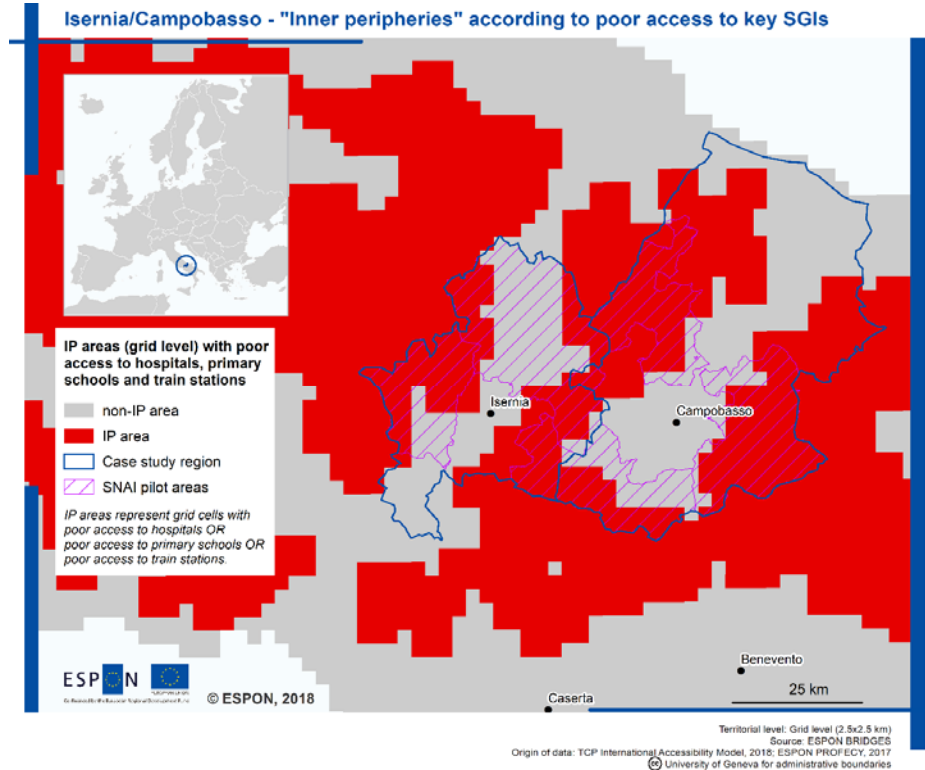 Isernia/Campobasso - "Inner peripheries" according to poor access to key SGIs
IP areas (grid level) with poor
access to hospitals, primary
schools and train stations
non-IP area
IP area
Case study region
SNAI pilot areas
IP areas represent grid cells with
poor access to hospitals OR
poor access to primary schools OR
poor access to train stations.
Isernia
Campobasso
Benevento
Caserta
25 km
ESPON
© ESPON, 2018
Territorial level: Grid level (2.5x2.5 km)
Source: ESPON BRIDGES
Origin of data: TCP International Accessibility Model, 2018; ESPON PROFECY, 2017
(cc) University of Geneva for administrative boundaries